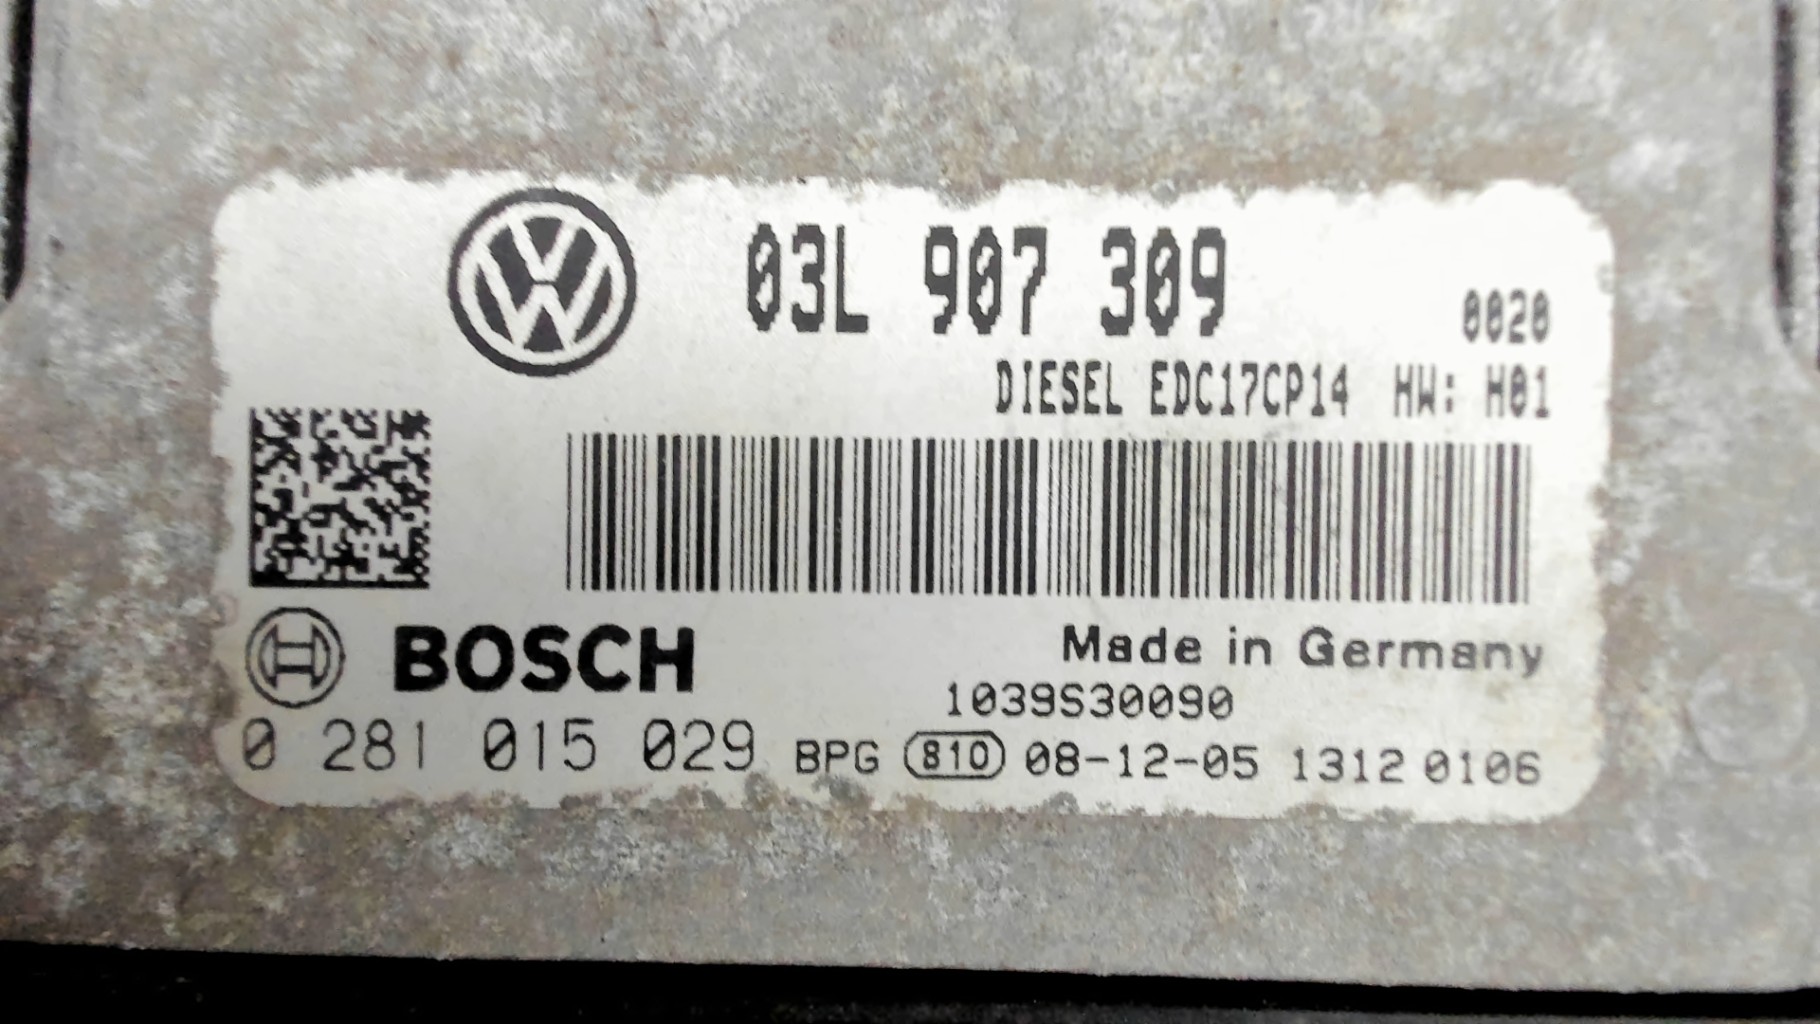 03L 907 309 0020
DIESEL EDC17CP14 HW: H01
BOSCH
Made in Germany
1039S30090
0 281 015 029 BPG 810 08-12-05 1312 0106